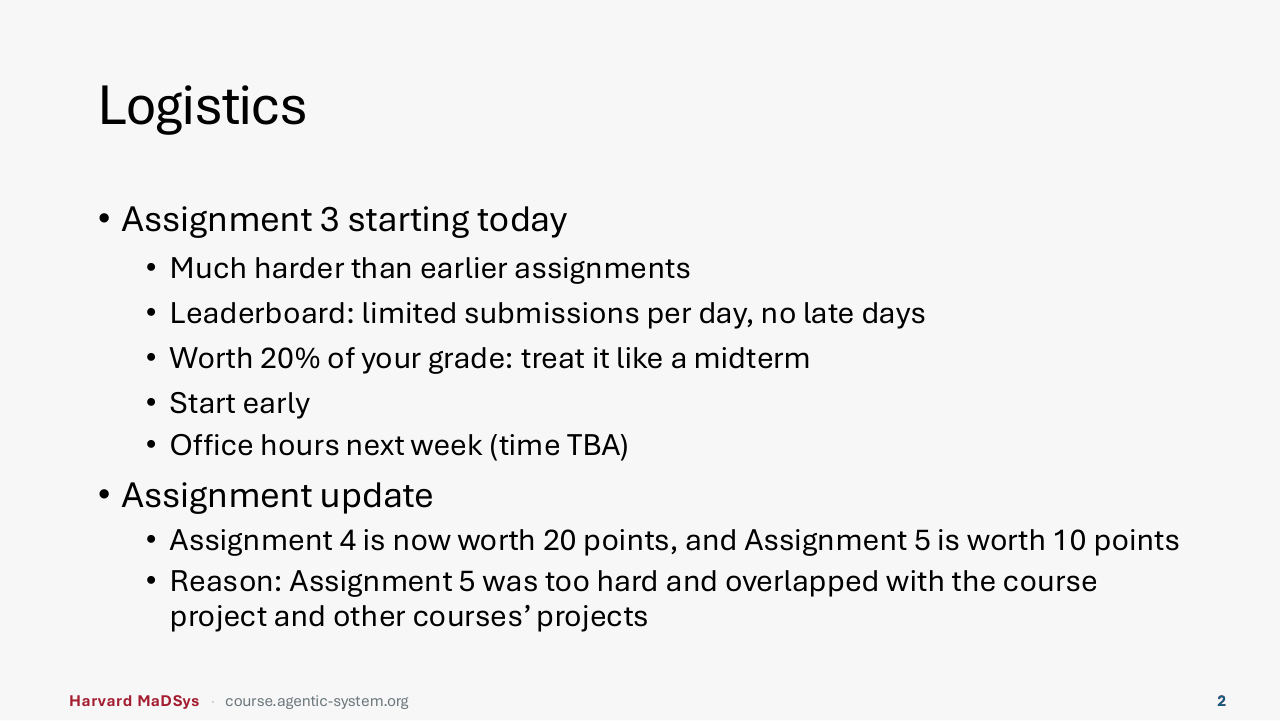 Logistics
• Assignment 3 starting today
• Much harder than earlier assignments
• Leaderboard: limited submissions per day, no late days
• Worth 20% of your grade: treat it like a midterm
• Start early
• Office hours next week (time TBA)
• Assignment update
• Assignment 4 is now worth 20 points, and Assignment 5 is worth 10 points
• Reason: Assignment 5 was too hard and overlapped with the course
project and other courses’ projects
Harvard MaDSys · course.agentic-system.org 2